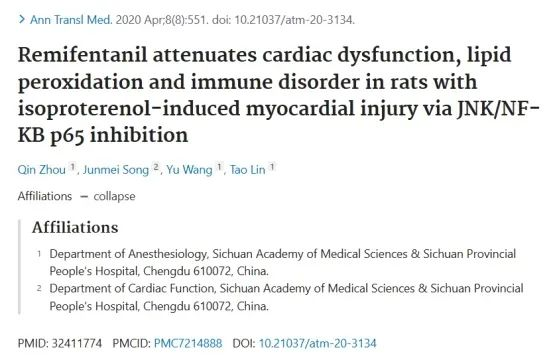 > Ann Transl Med. 2020 Apr;8(8):551. doi: 10.21037/atm-20-3134.
Remifentanil attenuates cardiac dysfunction, lipid
peroxidation and immune disorder in rats with
isoproterenol-induced myocardial injury via JNK/NF-
KB p65 inhibition
Qin Zhou 1, Junmei Song 2, Yu Wang 1, Tao Lin 1
Affiliations − collapse
Affiliations
1 Department of Anesthesiology, Sichuan Academy of Medical Sciences & Sichuan Provincial
People's Hospital, Chengdu 610072, China.
2 Department of Cardiac Function, Sichuan Academy of Medical Sciences & Sichuan Provincial
People's Hospital, Chengdu 610072, China.
PMID: 32411774 PMCID: PMC7214888 DOI: 10.21037/atm-20-3134